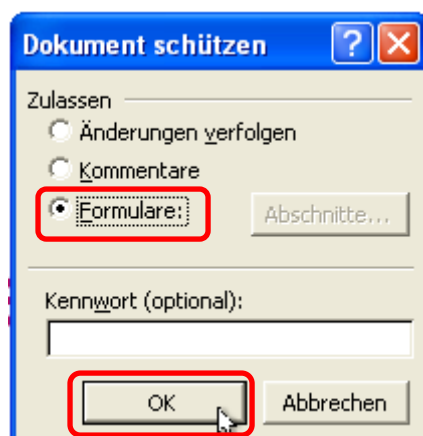 Dokument schützen
Zulassen
Änderungen verfolgen
Kommentare
Formulare: Abschnitte...
Kennwort (optional):
OK Abbrechen